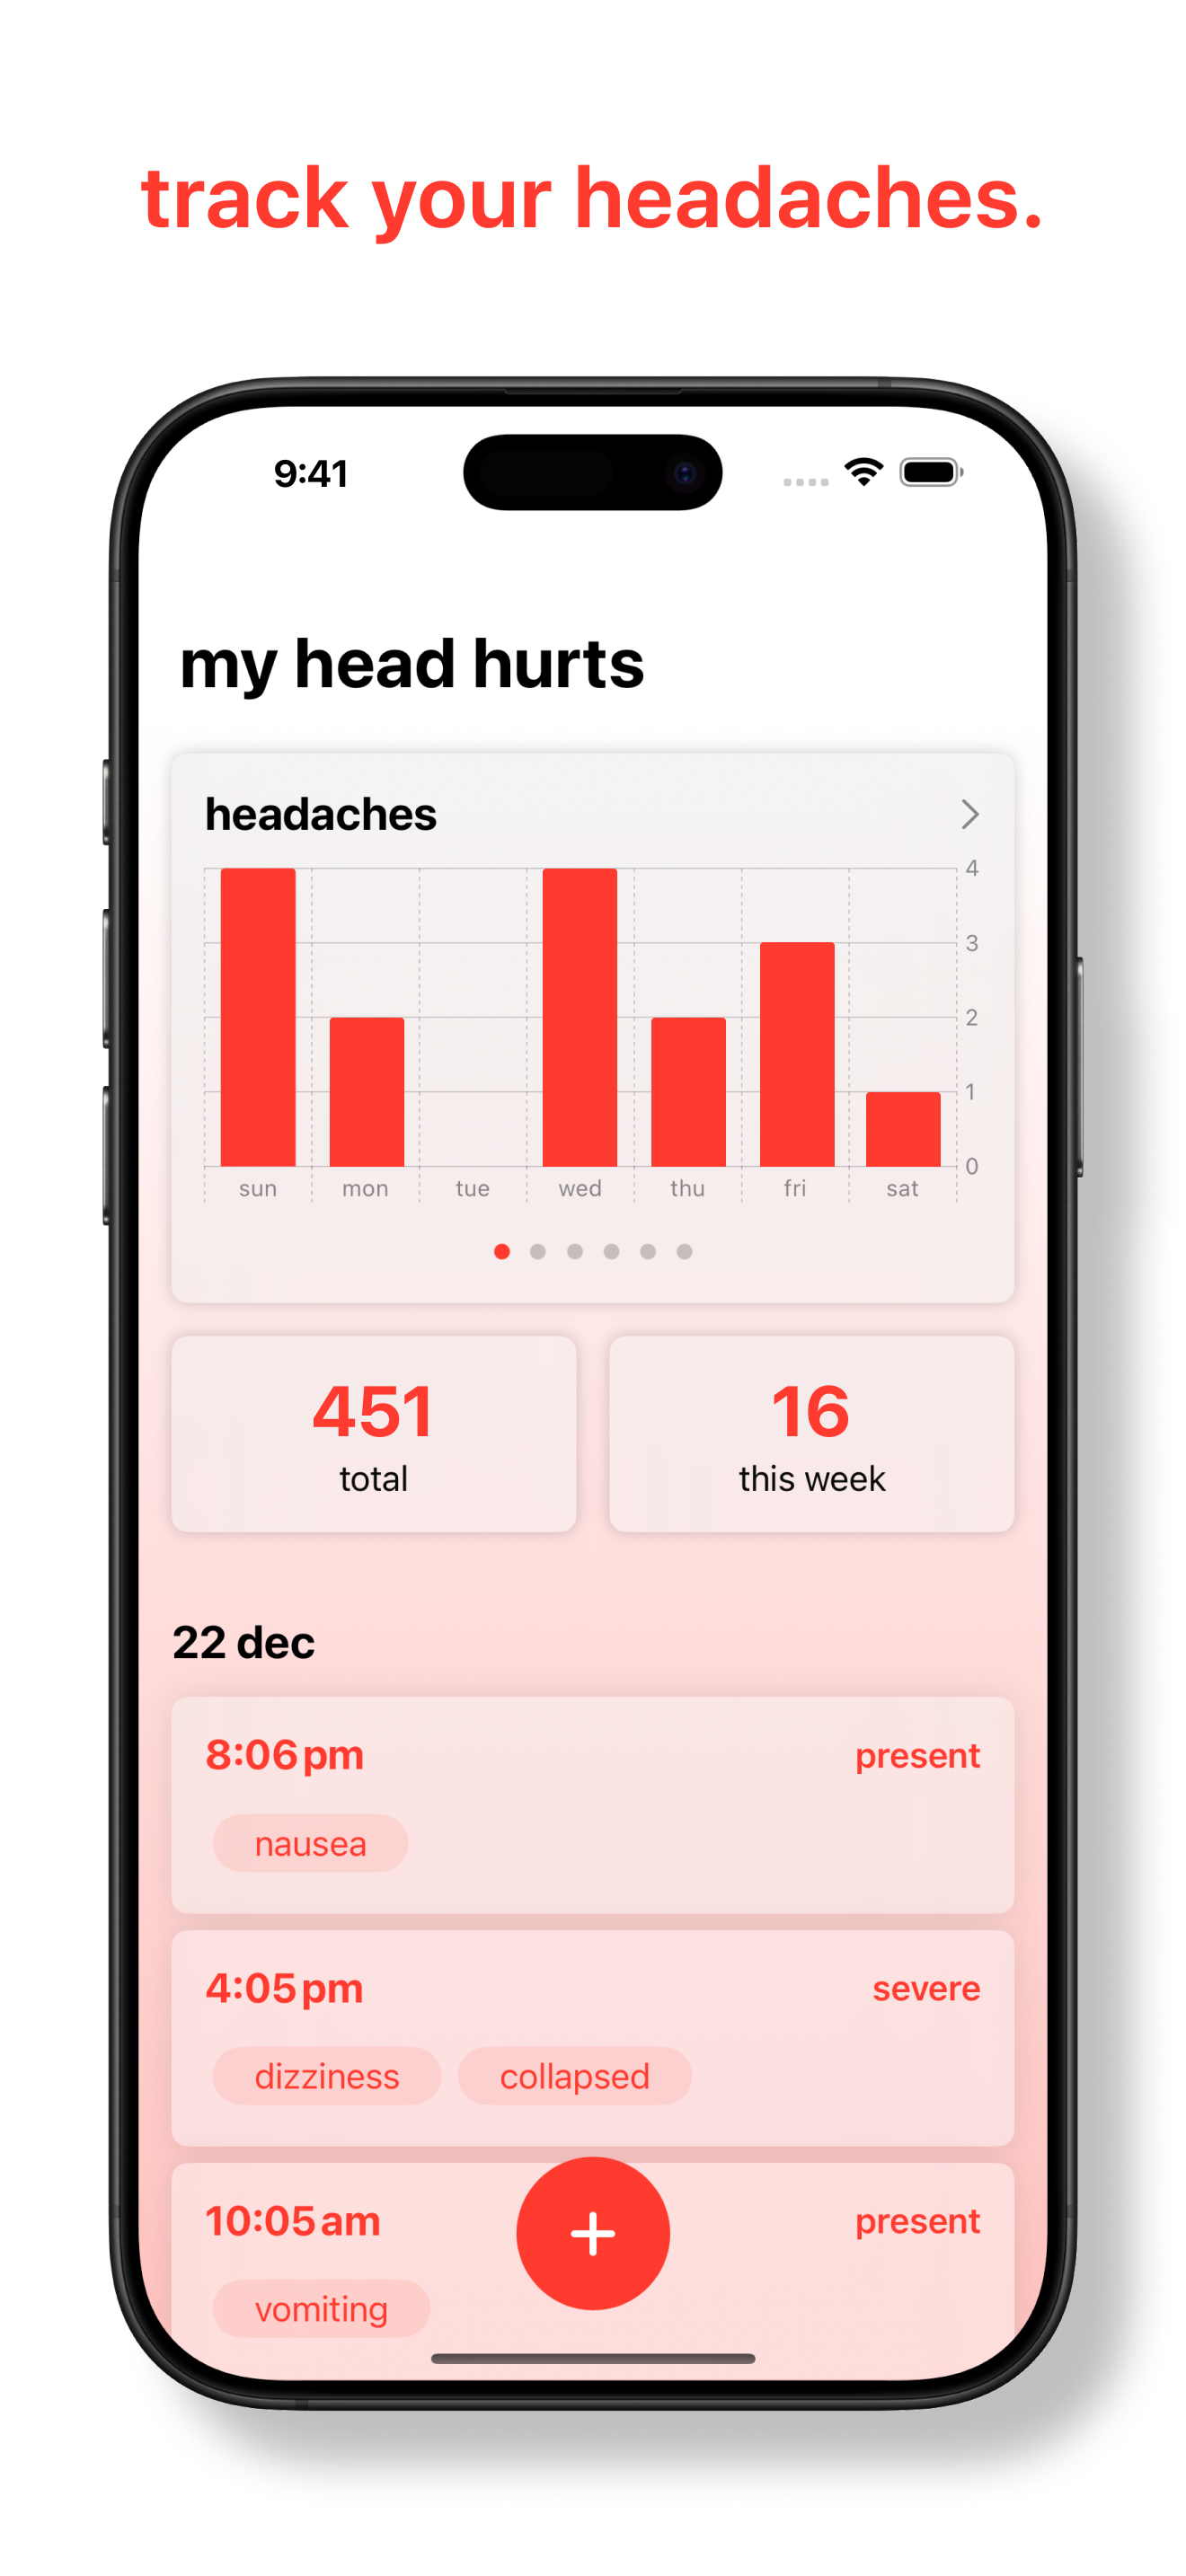 track your headaches.
9:41
my head hurts
headaches
4
3
2
1
0
sun mon tue wed thu fri sat
451 16
total this week
22 dec
8:06 pm present
nausea
4:05 pm severe
dizziness collapsed
10:05 am present
vomiting